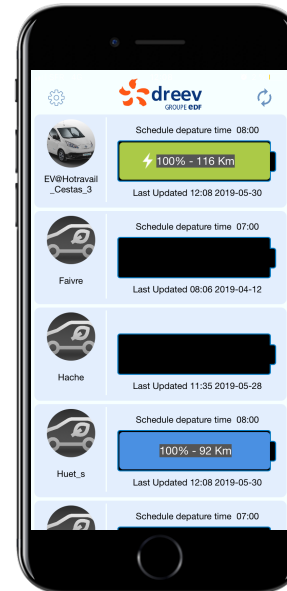 dreev
GROUPE eDF
Schedule depature time 08:00
100% - 116 Km
EV@Hotravail
_Cestas_3
Last Updated 12:08 2019-05-30
Schedule depature time 07:00
Faivre
Last Updated 08:06 2019-04-12
Hache
Last Updated 11:35 2019-05-28
Schedule depature time 08:00
100% - 92 Km
Huet_s
Last Updated 12:08 2019-05-30
Schedule depature time 07:00